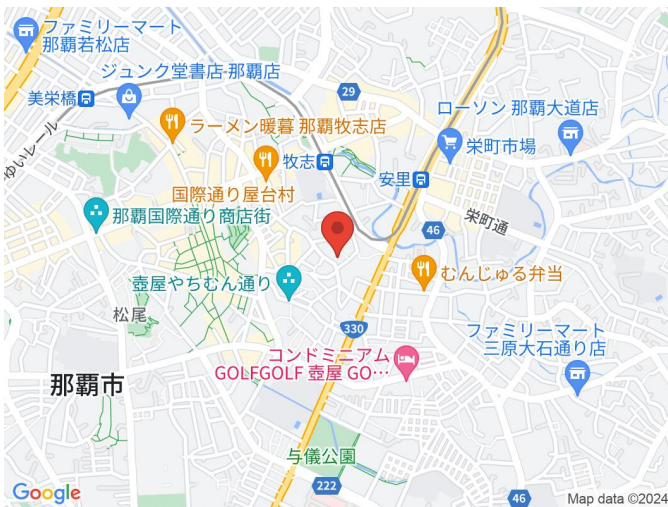 ファミリーマート
那覇若松店
ジュンク堂書店-那覇店
美栄橋
29
ローソン 那覇大道店
ラーメン暖暮 那覇牧志店
栄町市場
ゆいレール
牧志
安里
国際通り屋台村
那覇国際通り商店街
栄町通
46
壺屋やちむん通り
むんじゅる弁当
松尾
330
ファミリーマート
三原大石通り店
コンドミニアム
GOLFGOLF 壺屋 GO…
那覇市
与儀公園
222
46
Google
Map data ©2024